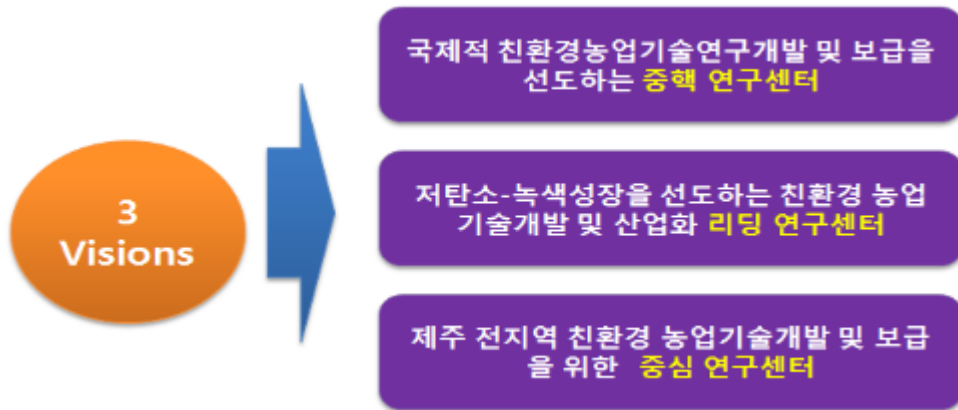 3
Visions
국제적 친환경농업기술연구개발 및 보급을
선도하는 중핵 연구센터
저탄소-녹색성장을 선도하는 친환경 농업
기술개발 및 산업화 리딩 연구센터
제주 전지역 친환경 농업기술개발 및 보급
을 위한 중심 연구센터